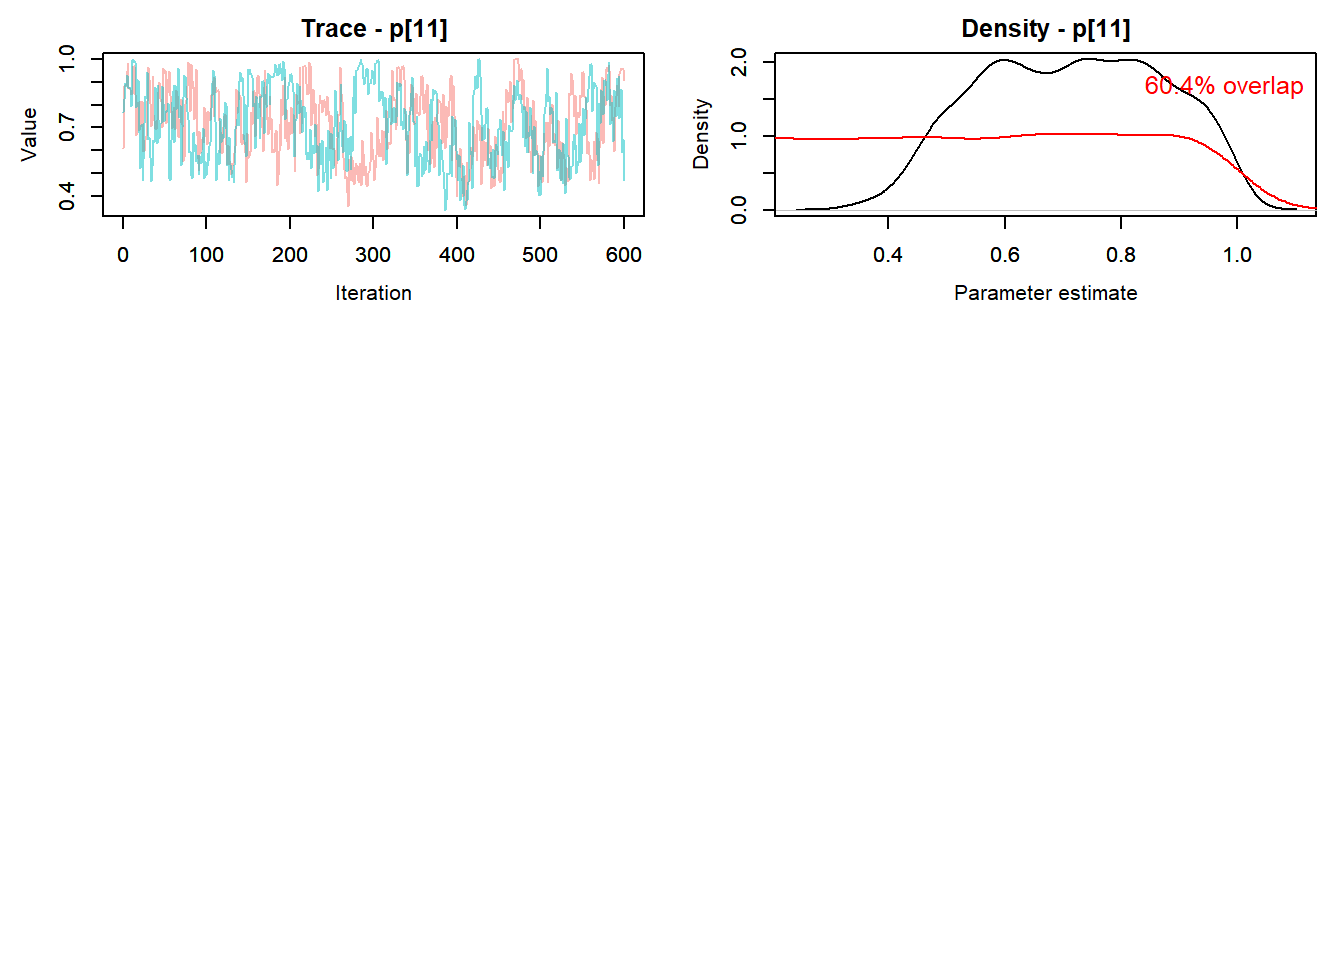 Trace - p[11]
Value
1.0
0.7
0.4
0 100 200 300 400 500 600
Iteration
Density - p[11]
60.4% overlap
Density
2.0
1.0
0.0
0.4 0.6 0.8 1.0
Parameter estimate